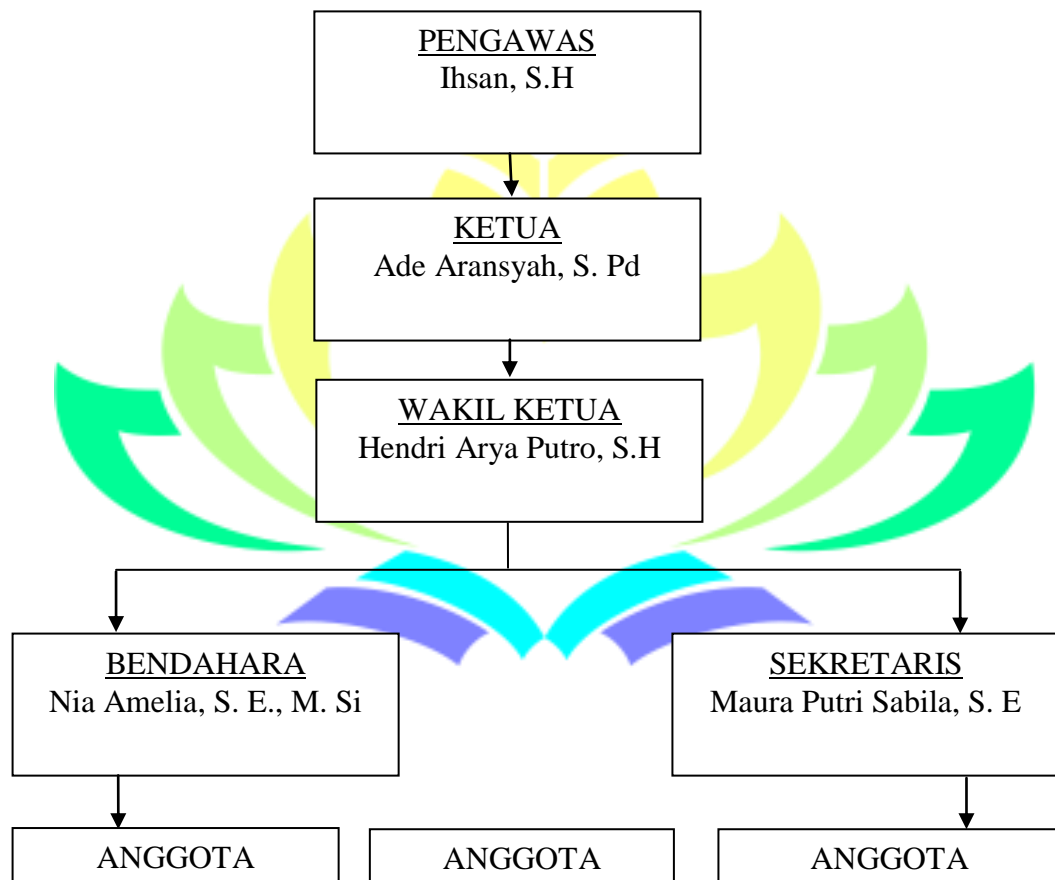 PENGAWAS
Ihsan, S.H
KETUA
Ade Aransyah, S. Pd
WAKIL KETUA
Hendri Arya Putro, S.H
BENDAHARA
Nia Amelia, S. E., M. Si
SEKRETARIS
Maura Putri Sabila, S. E
ANGGOTA
ANGGOTA
ANGGOTA